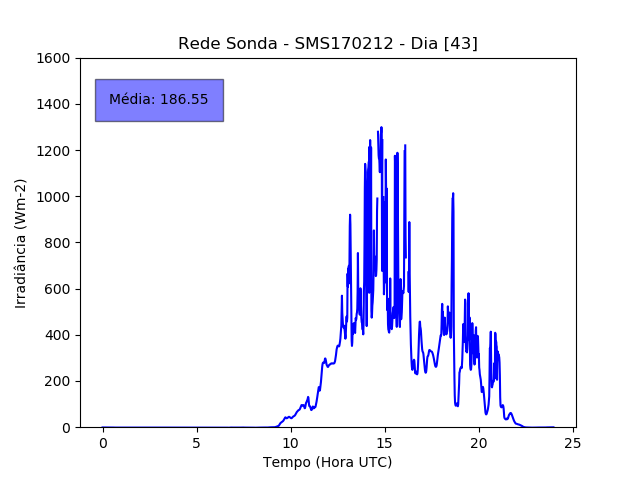 Rede Sonda - SMS170212 - Dia [43]
1600
1400
1200
1000
800
600
400
200
0
Média: 186.55
Irradiância (Wm-2)
0 5 10 15 20 25
Tempo (Hora UTC)